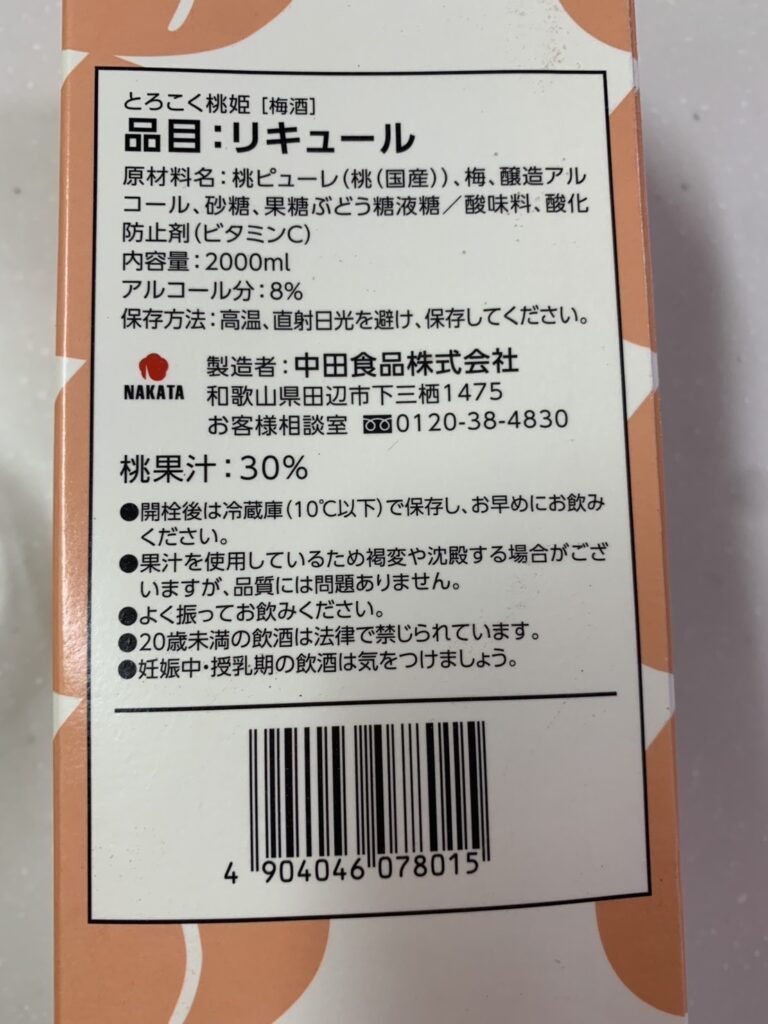 とろこく桃姫 [梅酒]
品目：リキュール
原材料名：桃ピューレ（桃（国産））、梅、醸造アル
コール、砂糖、果糖ぶどう糖液糖／酸味料、酸化
防止剤（ビタミンC）
内容量：2000ml
アルコール分：8%
保存方法：高温、直射日光を避け、保存してください。
製造者：中田食品株式会社
NAKATA
和歌山県田辺市下三栖1475
お客様相談室 0120-38-4830
桃果汁：30%
●開栓後は冷蔵庫（10℃以下）で保存し、お早めにお飲み
ください。
●果汁を使用しているため褐変や沈殿する場合がござ
いますが、品質には問題ありません。
●よく振ってお飲みください。
●20歳未満の飲酒は法律で禁じられています。
●妊娠中・授乳期の飲酒は気をつけましょう。
4 904046 078015